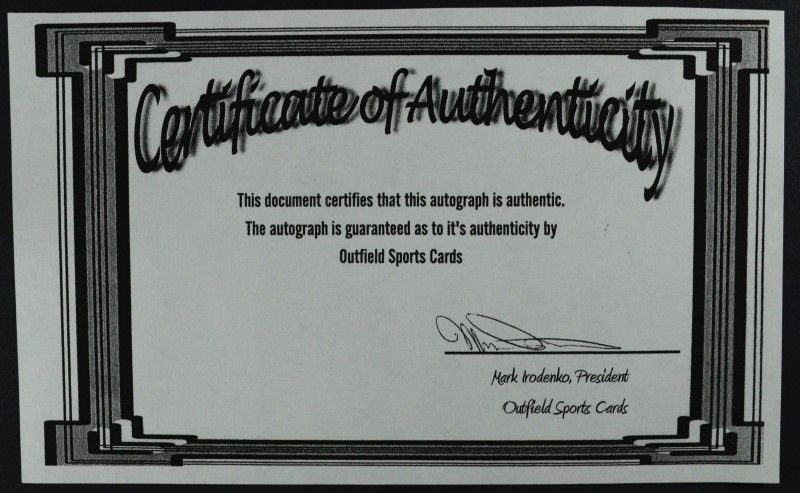 Certificate of Authenticity
This document certifies that this autograph is authentic.
The autograph is guaranteed as to it's authenticity by
Outfield Sports Cards
Mark Irodenko, President
Outfield Sports Cards